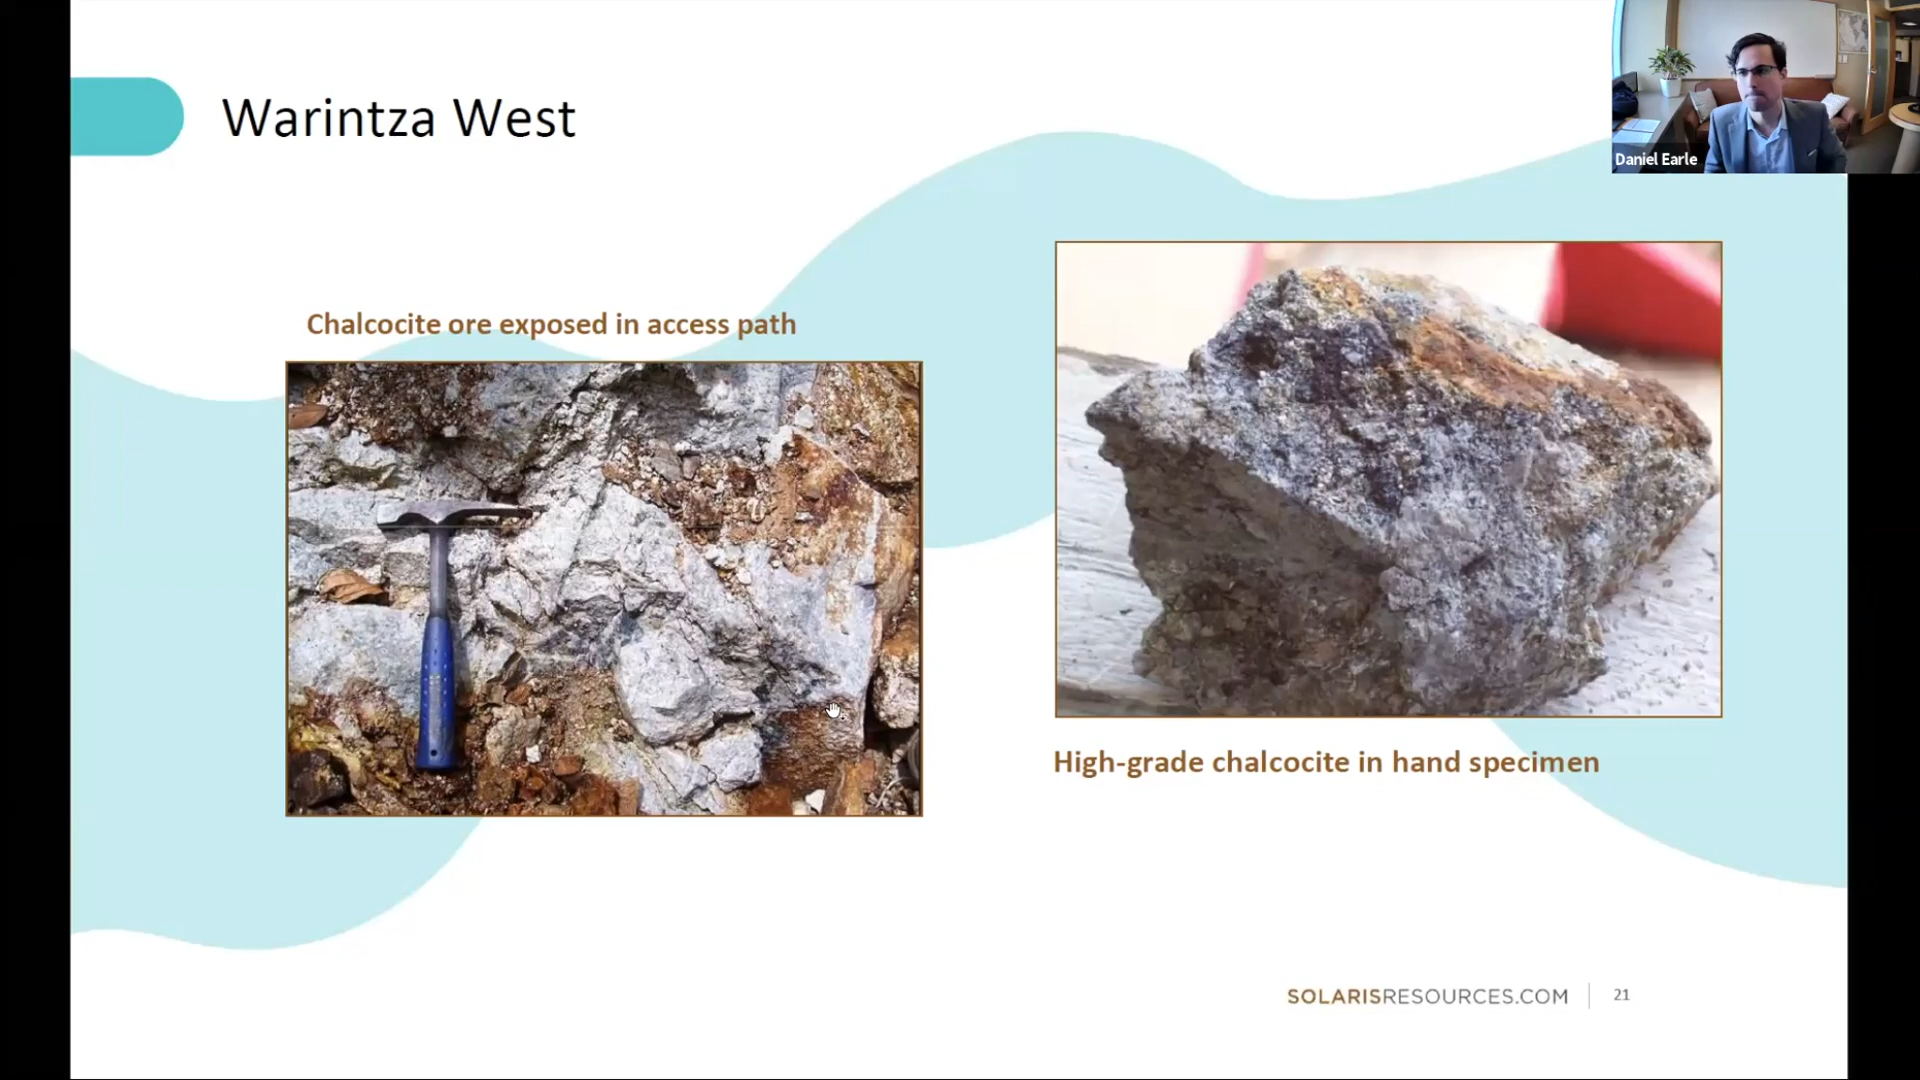 Warintza West
Daniel Earle
Chalcocite ore exposed in access path
High-grade chalcocite in hand specimen
SOLARISRESOURCES.COM
21